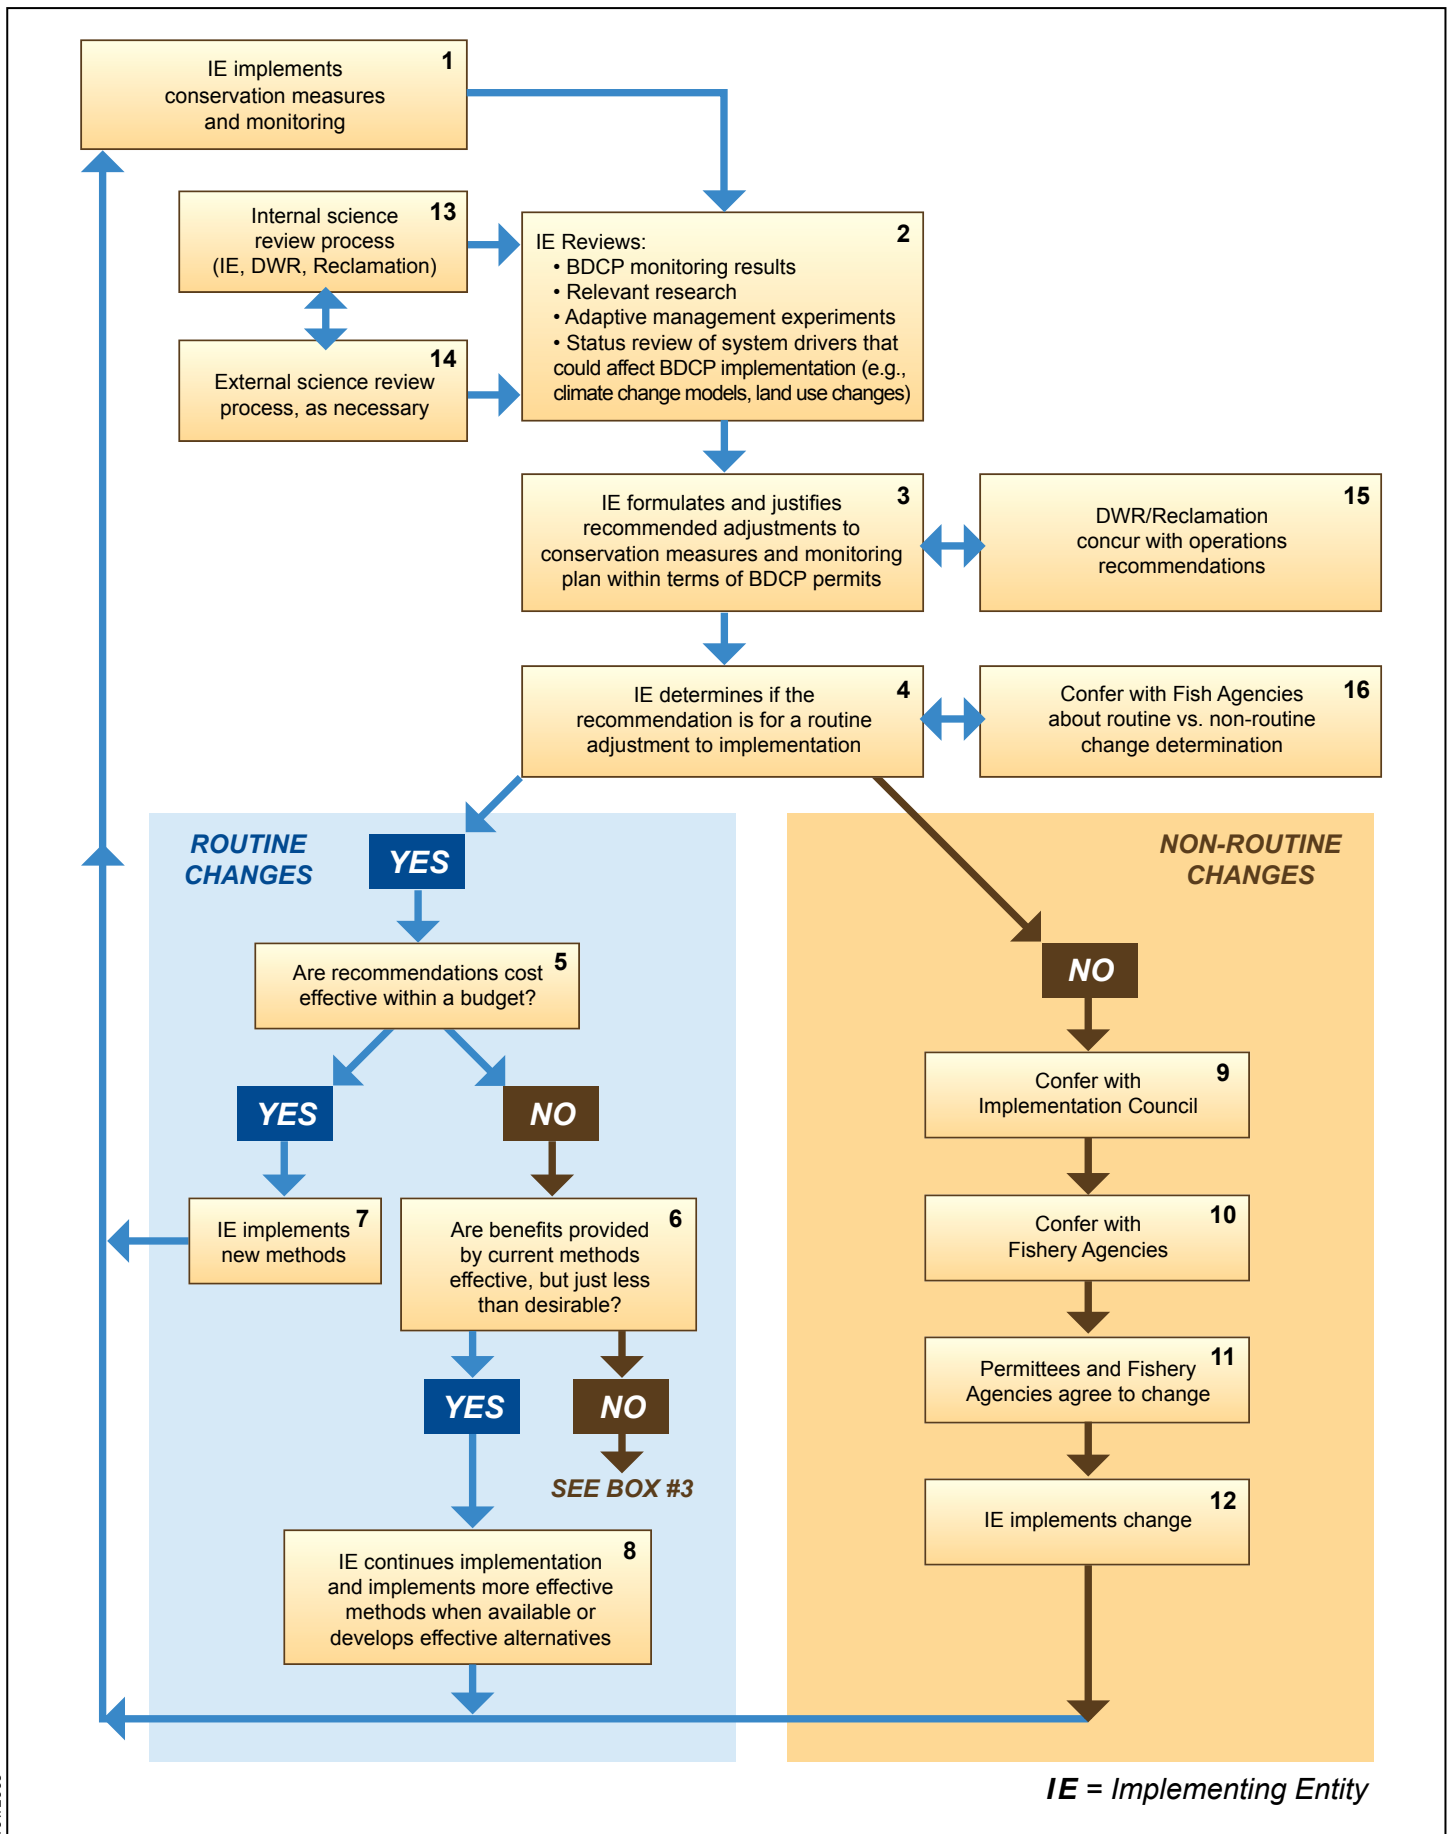 1
IE implements
conservation measures
and monitoring
13
Internal science
review process
(IE, DWR, Reclamation)
14
External science review
process, as necessary
2
IE Reviews:
• BDCP monitoring results
• Relevant research
• Adaptive management experiments
• Status review of system drivers that
could affect BDCP implementation (e.g.,
climate change models, land use changes)
3
IE formulates and justifies
recommended adjustments to
conservation measures and monitoring
plan within terms of BDCP permits
15
DWR/Reclamation
concur with operations
recommendations
4
IE determines if the
recommendation is for a routine
adjustment to implementation
16
Confer with Fish Agencies
about routine vs. non-routine
change determination
ROUTINE
CHANGES
YES
5
Are recommendations cost
effective within a budget?
YES
NO
7
IE implements
new methods
6
Are benefits provided
by current methods
effective, but just less
than desirable?
YES
NO
SEE BOX #3
8
IE continues implementation
and implements more effective
methods when available or
develops effective alternatives
NON-ROUTINE
CHANGES
NO
9
Confer with
Implementation Council
10
Confer with
Fishery Agencies
11
Permittees and Fishery
Agencies agree to change
12
IE implements change
IE = Implementing Entity